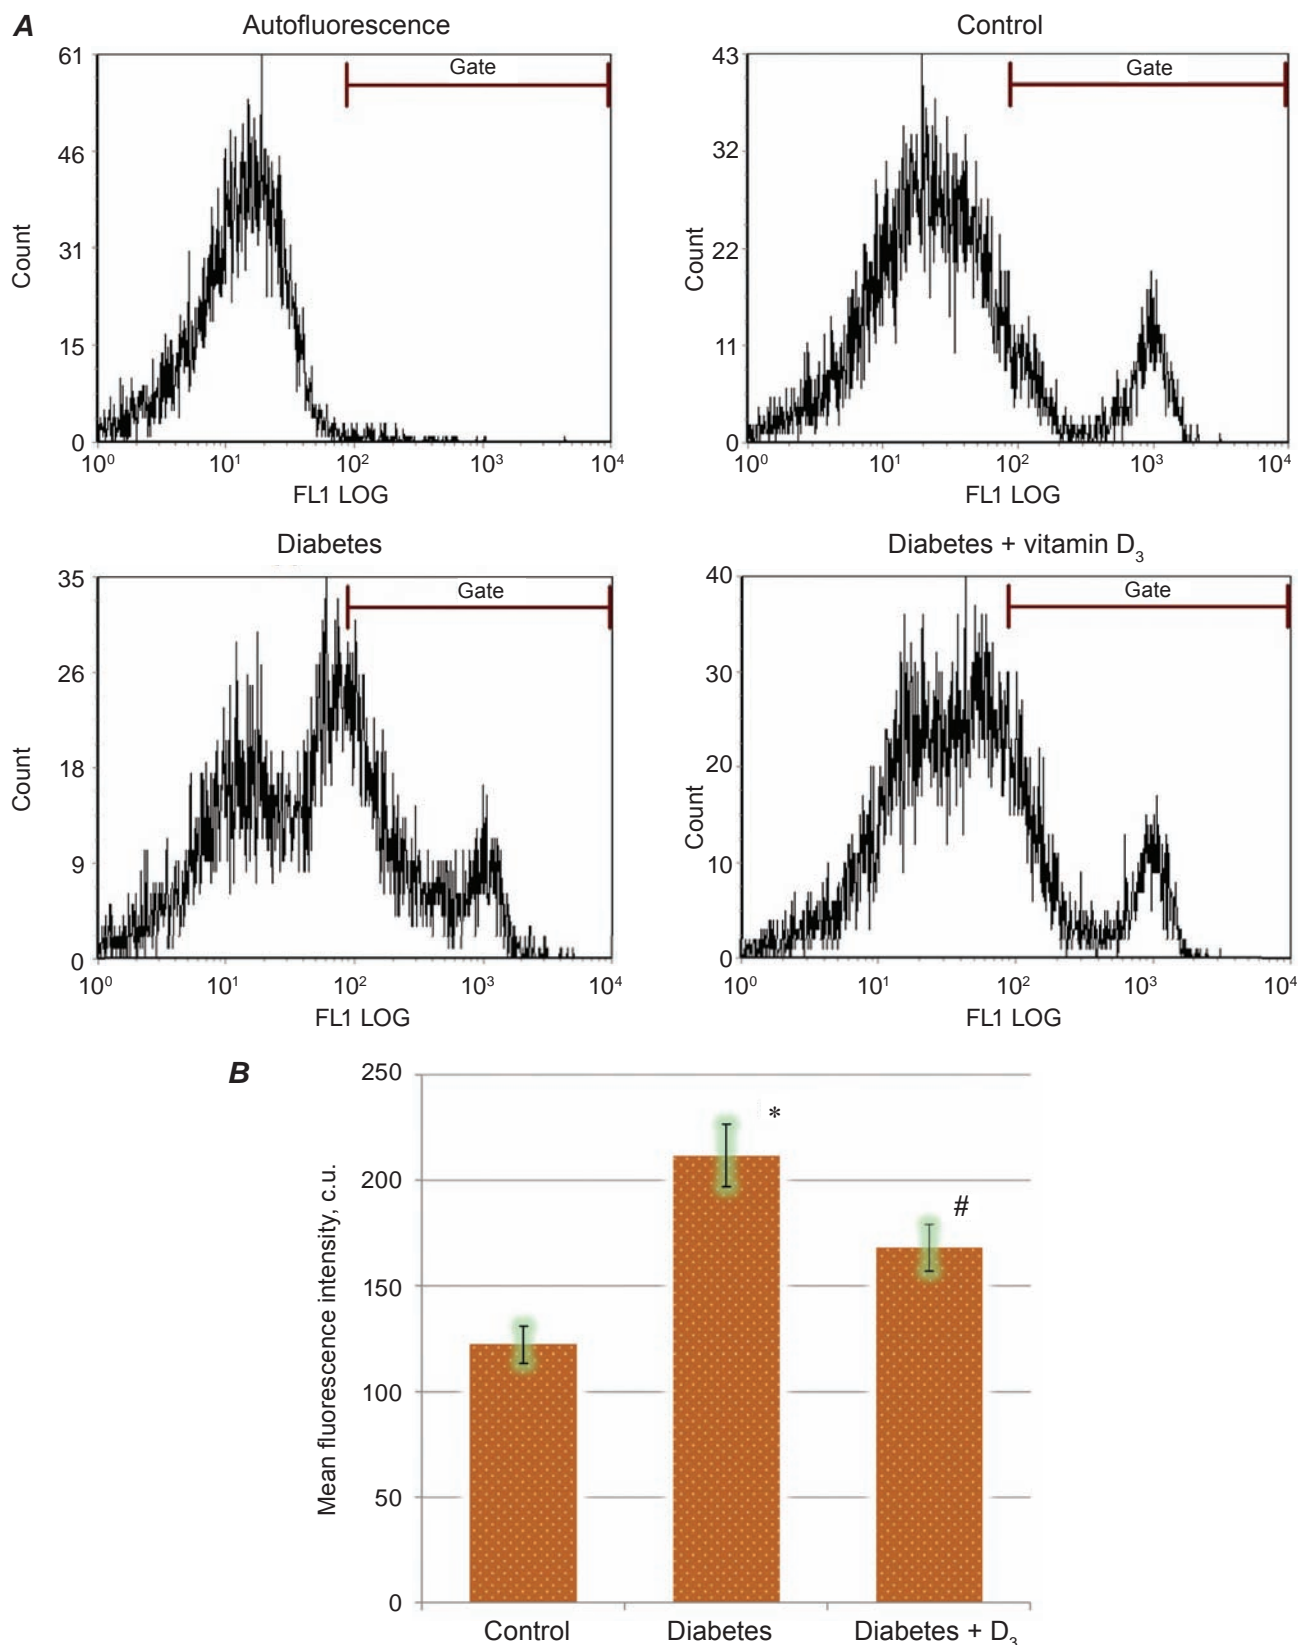 A
Autofluorescence
Control
61
46
31
15
0
Count
Gate
10⁰ 10¹ 10² 10³ 10⁴
FL1 LOG
43
32
22
11
0
Count
Gate
10⁰ 10¹ 10² 10³ 10⁴
FL1 LOG
Diabetes
Diabetes + vitamin D₃
35
26
18
9
0
Count
Gate
10⁰ 10¹ 10² 10³ 10⁴
FL1 LOG
40
30
20
10
0
Count
Gate
10⁰ 10¹ 10² 10³ 10⁴
FL1 LOG
B
Mean fluorescence intensity, c.u.
250
200
150
100
50
0
*
#
Control Diabetes Diabetes + D₃